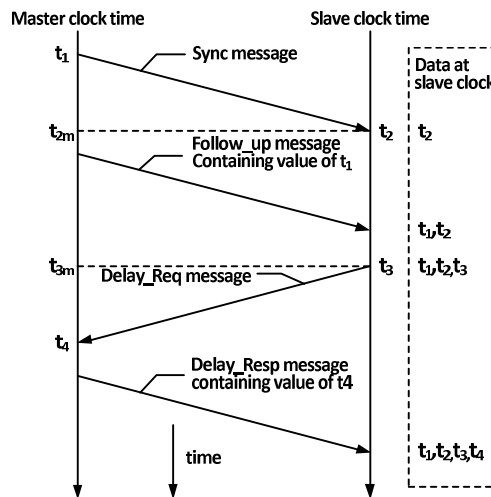 Master clock time
Slave clock time
t1
Sync message
Data at
slave clock
t2m
t2
t2
Follow_up message
Containing value of t1
t1,t2
t3m
t3
t1,t2,t3
Delay_Req message
t4
Delay_Resp message
containing value of t4
t1,t2,t3,t4
time